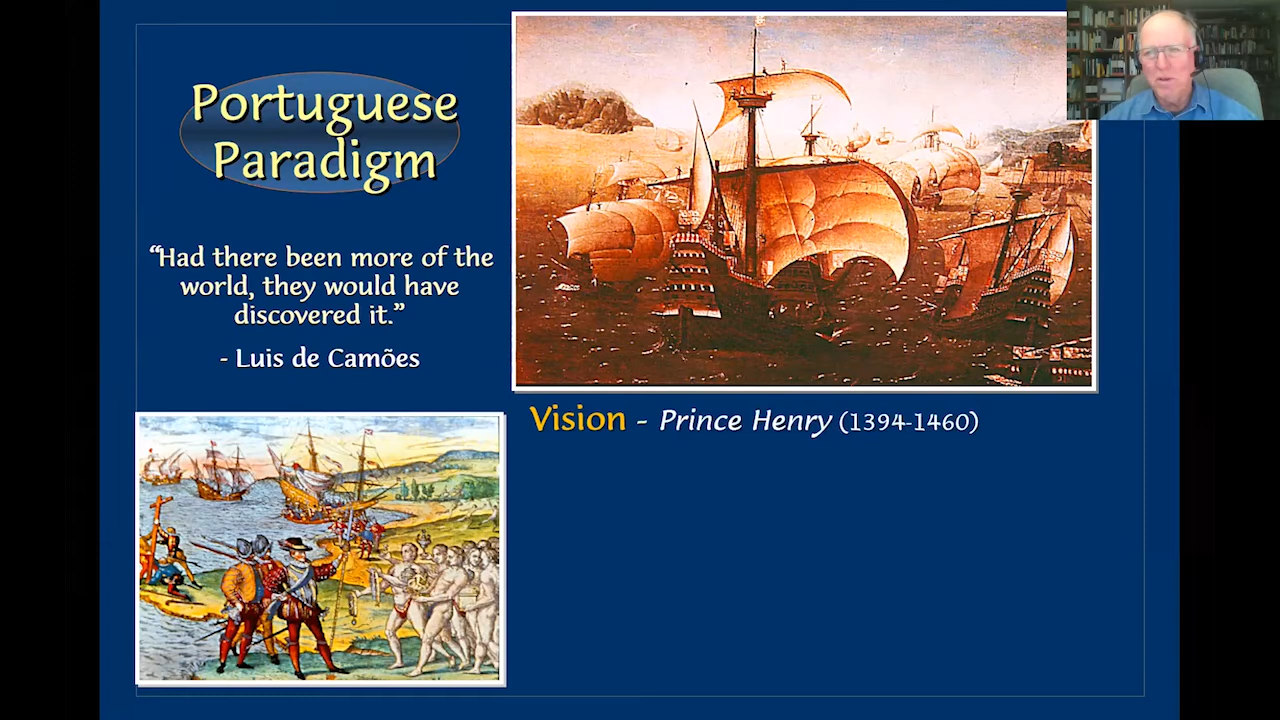 Portuguese
Paradigm
“Had there been more of the
world, they would have
discovered it.”
- Luis de Camões
Vision - Prince Henry (1394-1460)